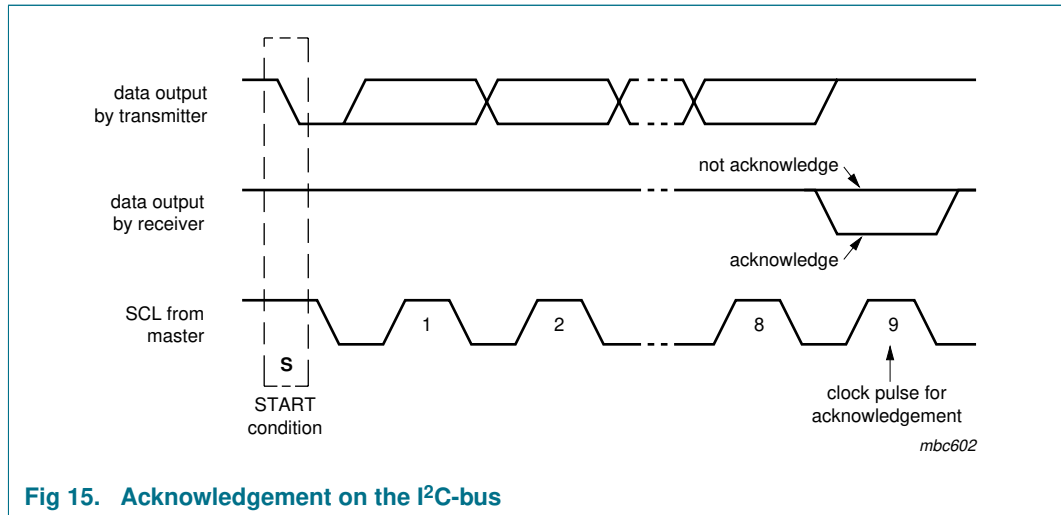 data output
by transmitter
not acknowledge
data output
by receiver
acknowledge
SCL from
master
1
2
8
9
S
START
condition
clock pulse for
acknowledgement
mbc602
Fig 15. Acknowledgement on the I²C-bus